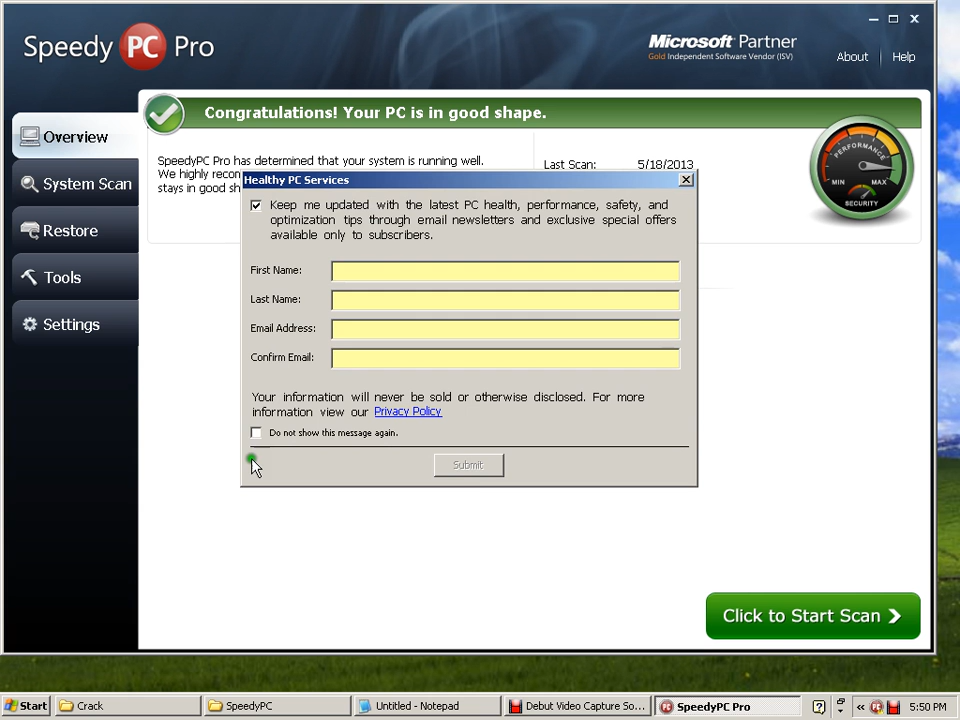 Speedy PC Pro
Microsoft Partner
Gold Independent Software Vendor (ISV)
About
Help
Congratulations! Your PC is in good shape.
Overview
System Scan
Restore
Tools
Settings
SpeedyPC Pro has determined that your system is running well.
We highly recon
stays in good sh
Last Scan: 5/18/2013
PERFORMANCE
MIN MAX
SECURITY
Healthy PC Services
Keep me updated with the latest PC health, performance, safety, and
optimization tips through email newsletters and exclusive special offers
available only to subscribers.
First Name:
Last Name:
Email Address:
Confirm Email:
Your information will never be sold or otherwise disclosed. For more
information view our Privacy Policy
Do not show this message again.
Submit
Click to Start Scan
Start
Crack
SpeedyPC
Untitled - Notepad
Debut Video Capture So...
SpeedyPC Pro
5:50 PM